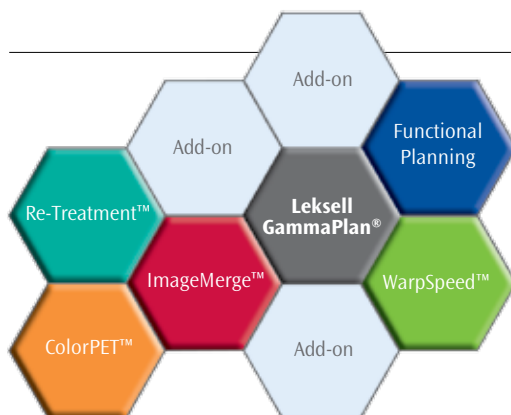 Add-on
Add-on
Functional
Planning
Re-Treatment™
Leksell
GammaPlan®
ImageMerge™
WarpSpeed™
ColorPET™
Add-on